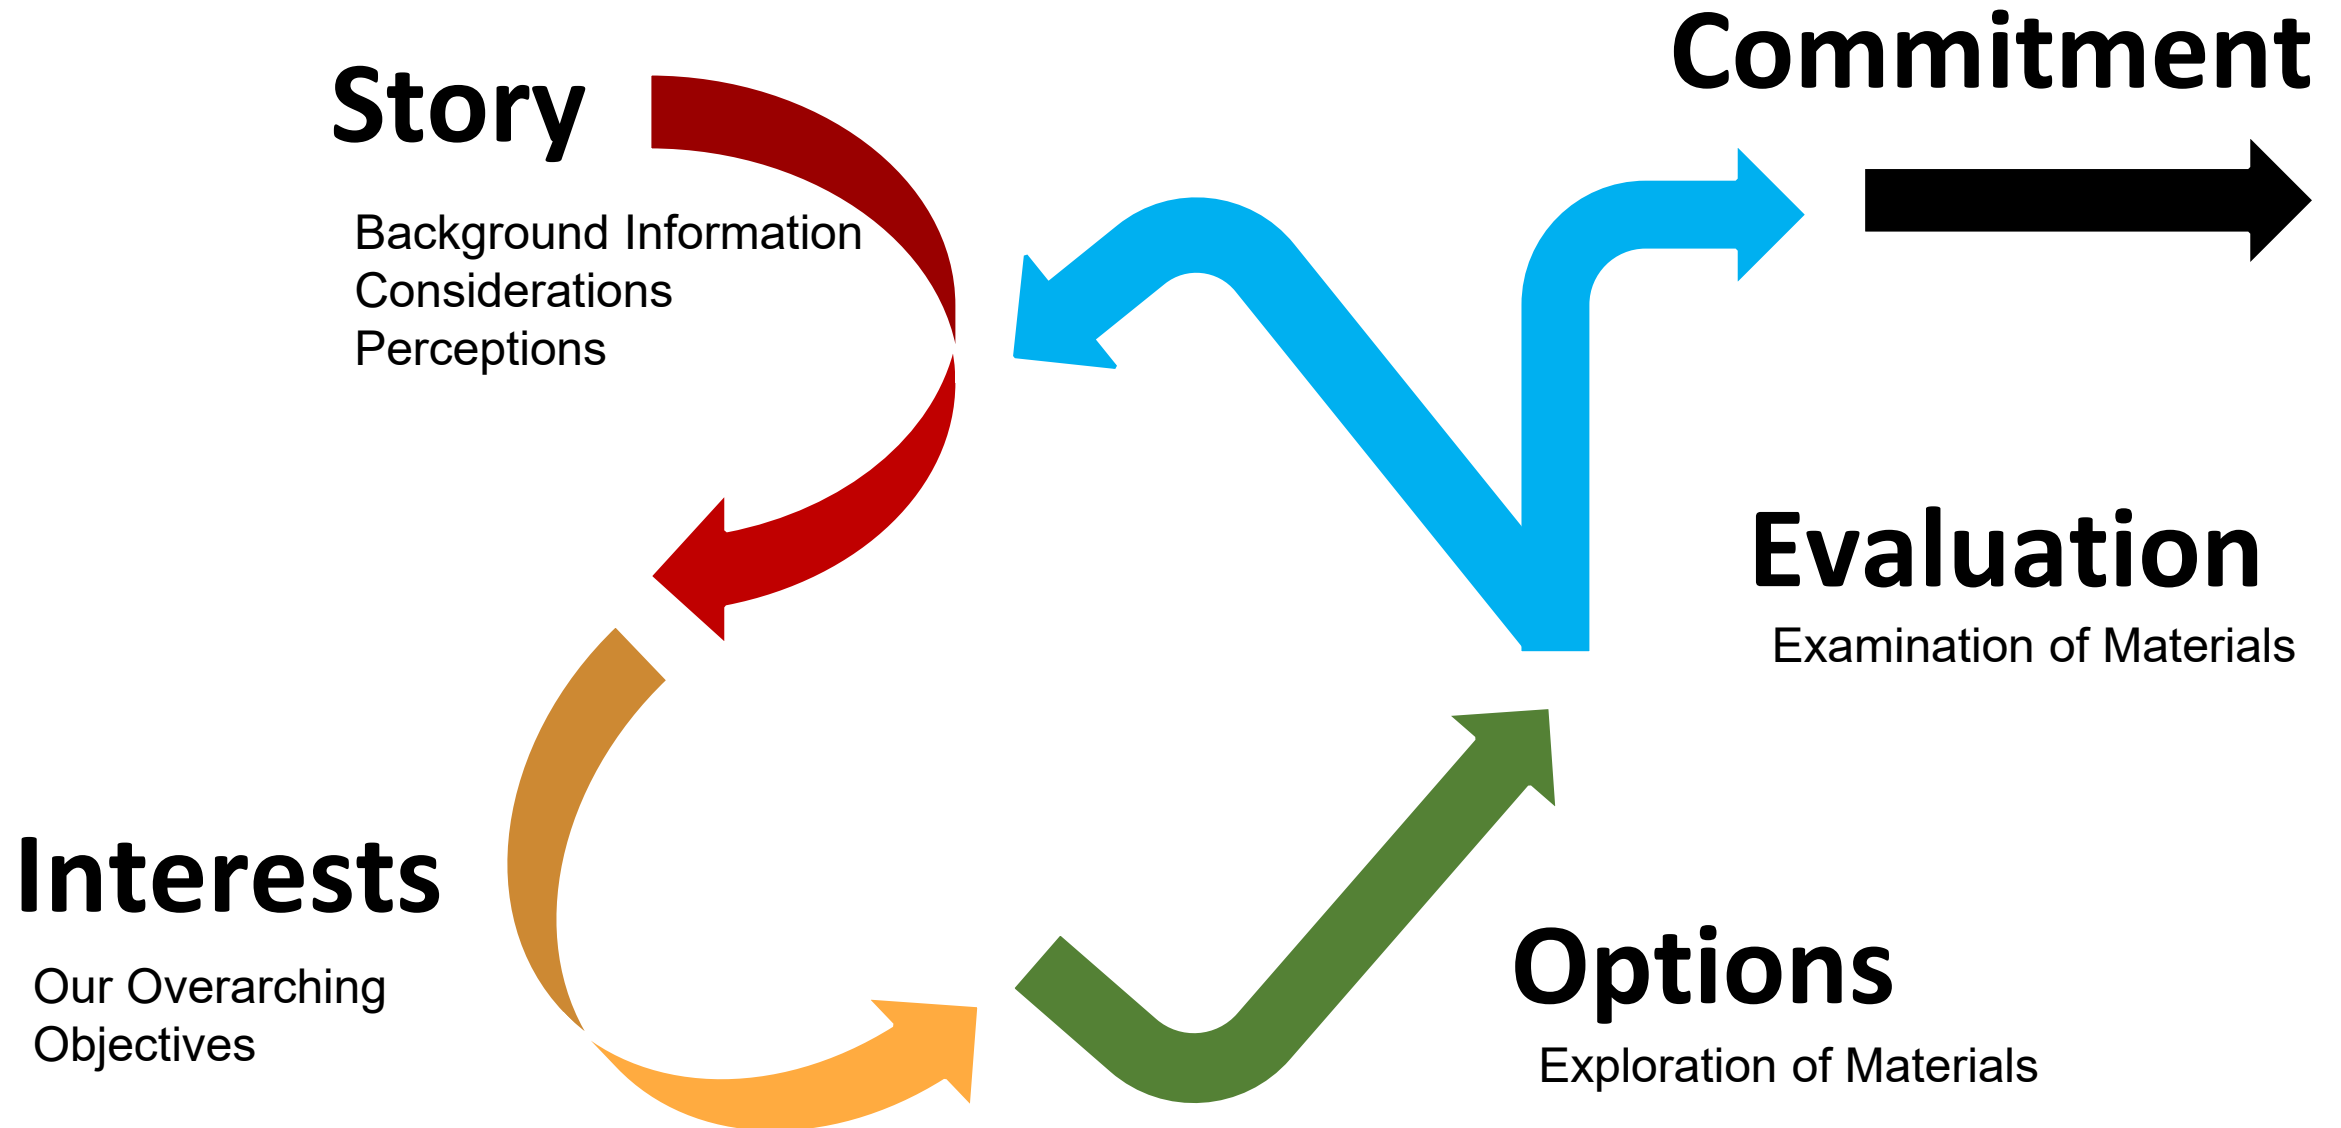 Story
Background Information
Considerations
Perceptions
Interests
Our Overarching
Objectives
Options
Exploration of Materials
Evaluation
Examination of Materials
Commitment